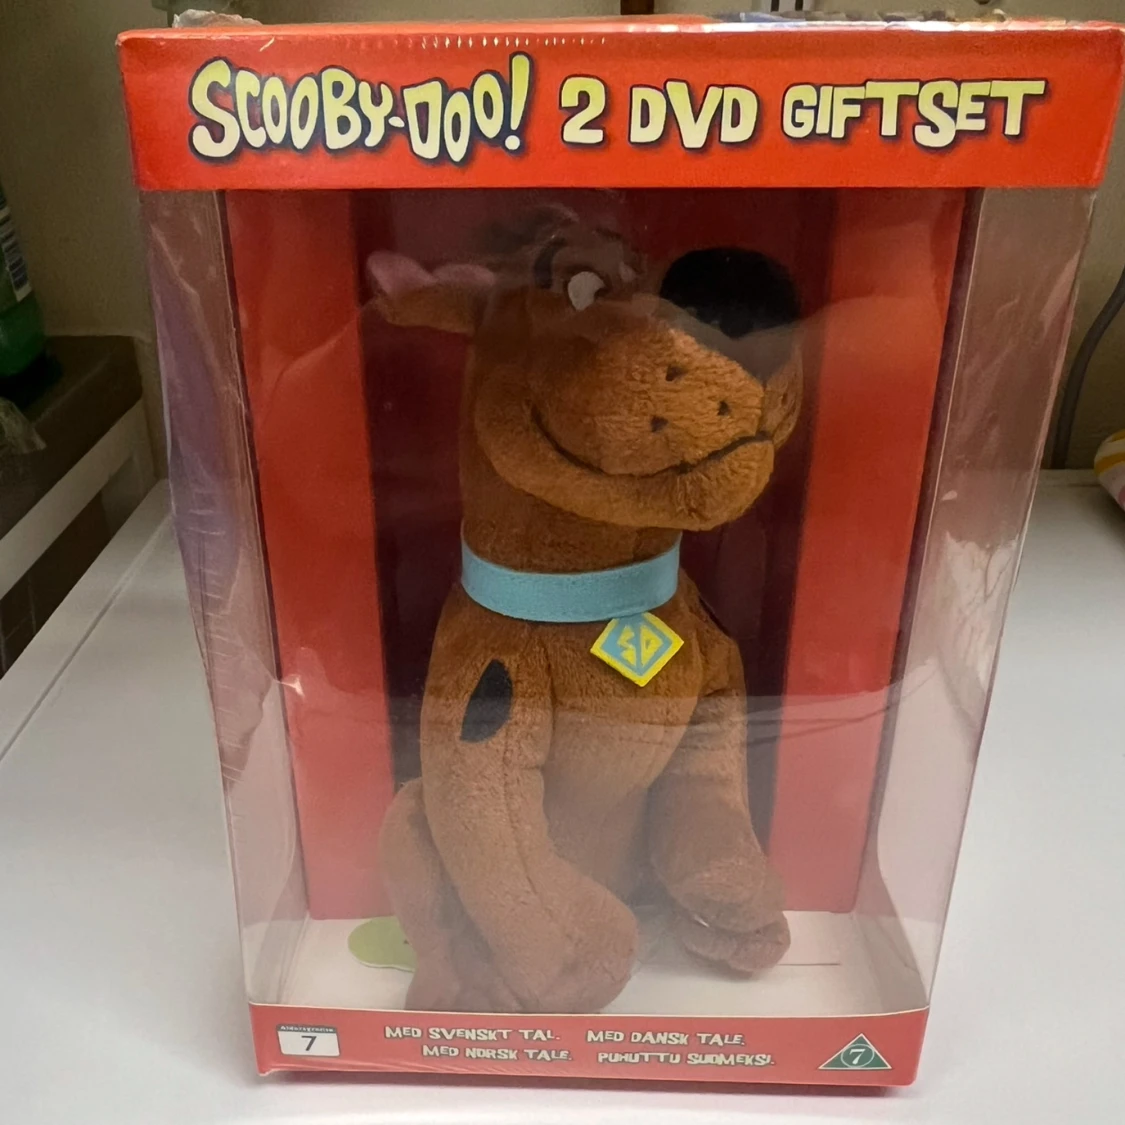 SCOOBY-DOO! 2 DVD GIFTSET
SD
Aldersgrense
7
MED SVENSKT TAL. MED DANSK TALE.
MED NORSK TALE. PUHUTTU SUOMEKSI.
7